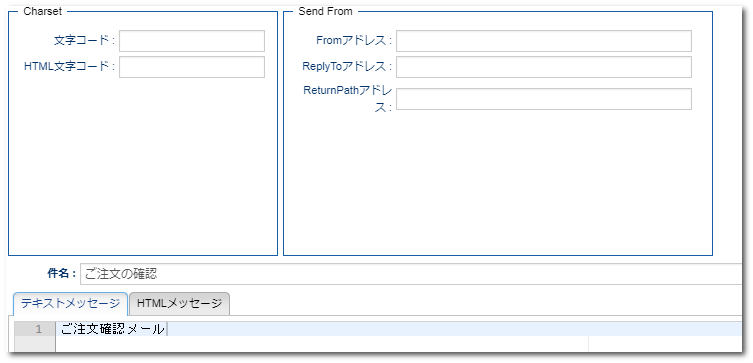 Charset
文字コード :
HTML文字コード :
Send From
Fromアドレス :
ReplyToアドレス :
ReturnPathアドレ
ス :
件名 : ご注文の確認
テキストメッセージ HTMLメッセージ
1 ご注文確認メール